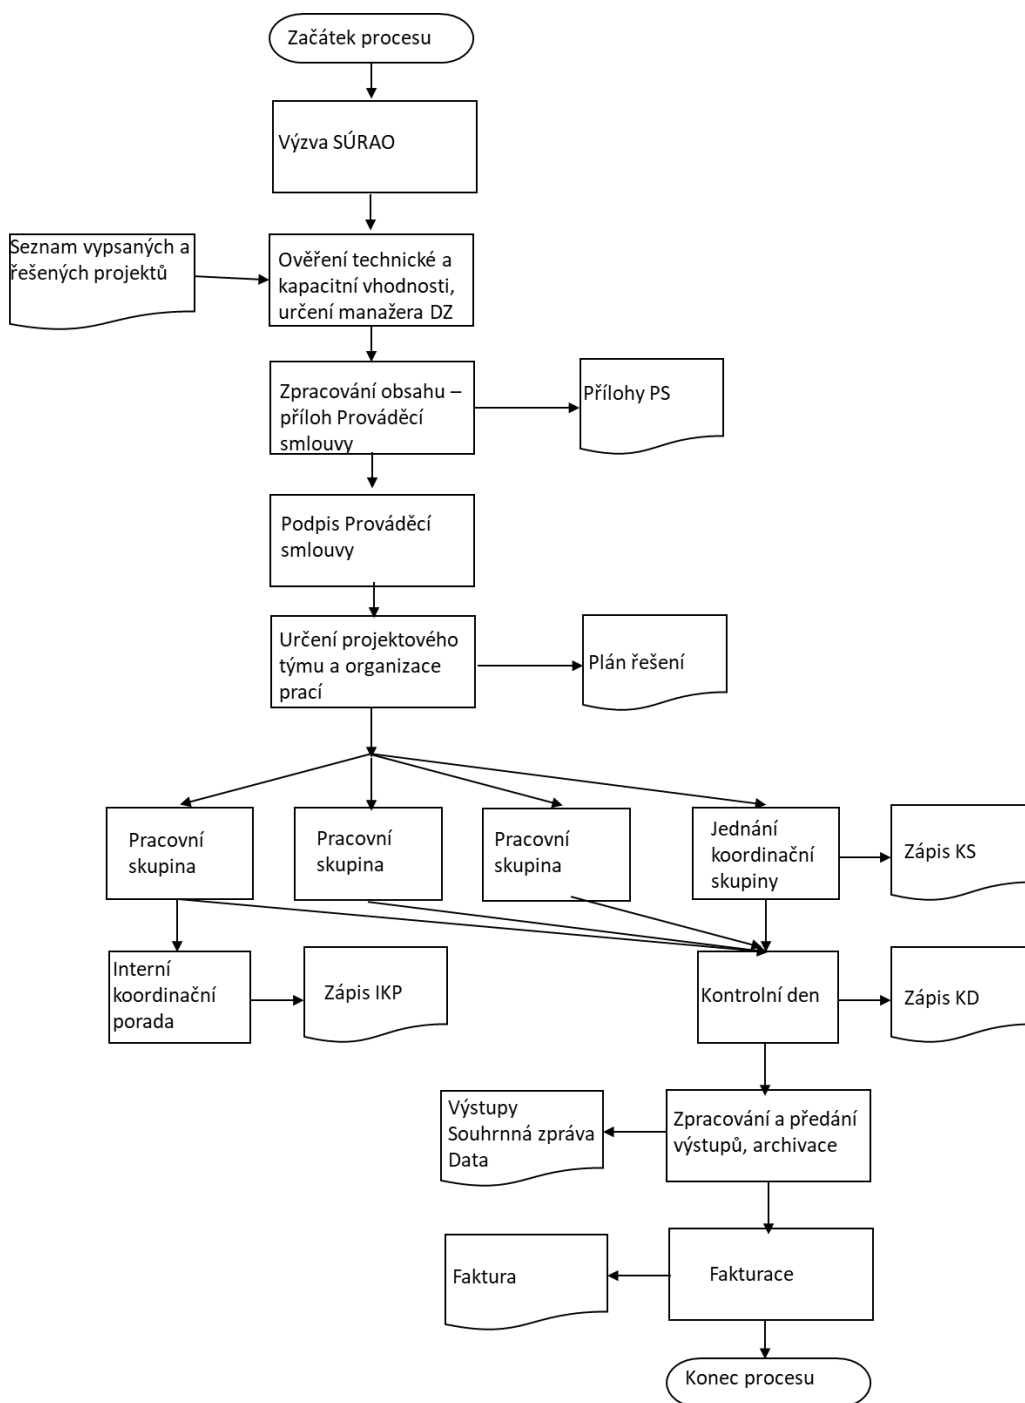 Začátek procesu
Výzva SÚRAO
Seznam vypsaných a
řešených projektů
Ověření technické a
kapacitní vhodnosti,
určení manažera DZ
Zpracování obsahu –
příloh Prováděcí
smlouvy
Přílohy PS
Podpis Prováděcí
smlouvy
Určení projektového
týmu a organizace
prací
Plán řešení
Pracovní
skupina
Pracovní
skupina
Pracovní
skupina
Jednání
koordinační
skupiny
Zápis KS
Interní
koordinační
porada
Zápis IKP
Kontrolní den
Zápis KD
Výstupy
Souhrnná zpráva
Data
Zpracování a předání
výstupů, archivace
Faktura
Fakturace
Konec procesu